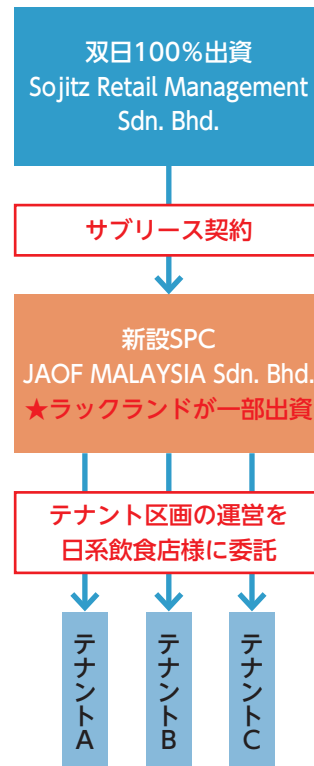 双日100%出資
Sojitz Retail Management
Sdn. Bhd.
サブリース契約
新設SPC
JAOF MALAYSIA Sdn. Bhd.
★ラックランドが一部出資
テナント区画の運営を
日系飲食店様に委託
テナントA
テナントB
テナントC